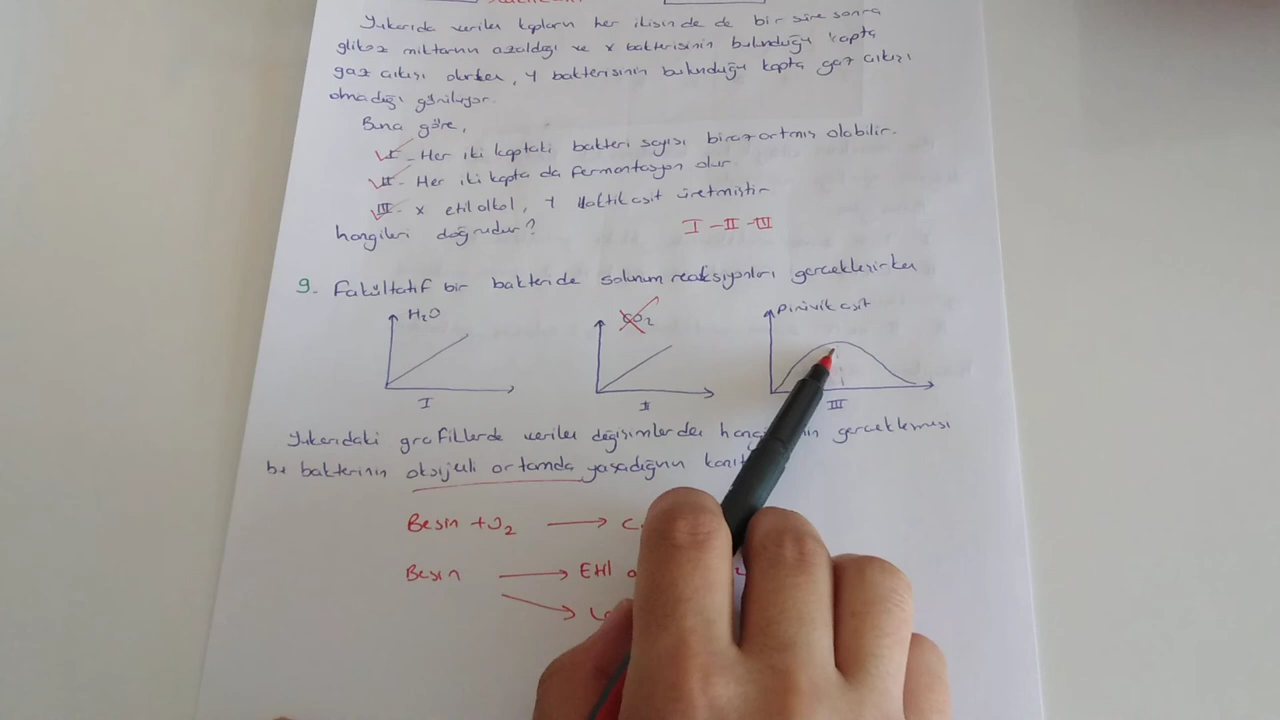 Yukarıda verilen kapların her ikisinde de bir süre sonra
glikoz miktarının azaldığı ve x bakterisinin bulunduğu kapta
gaz çıkışı olurken, y bakterisinin bulunduğu kapta gaz çıkışı
olmadığı görülüyor.
Buna göre,
I - Her iki kaptaki bakteri sayısı biraz artmış olabilir.
II - Her iki kapta da fermantasyon olur.
III - x etil alkol, y laktik asit üretmiştir
hangileri doğrudur? I - II - III
9. Fakültatif bir bakteride solunum reaksiyonları gerçekleşirken
H2O CO2 Pirüvik asit
I II III
Yukarıdaki grafiklerde verilen değişimlerden gerçekleşmesi
bu bakterinin oksijenli ortamda yaşadığının
Besin + O2 →
Besin → Etil